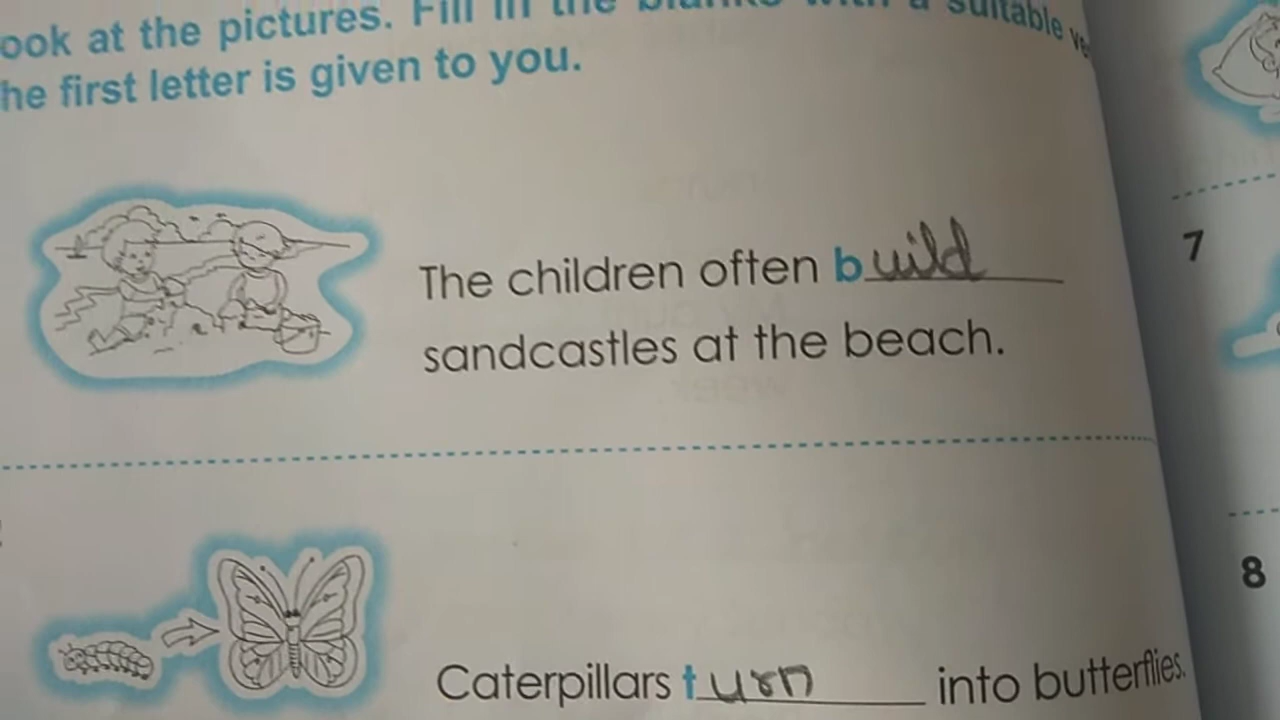 ook at the pictures. Fill in the blanks with a suitable ve
he first letter is given to you.
The children often build
sandcastles at the beach.
7
8
Caterpillars turn into butterflies.